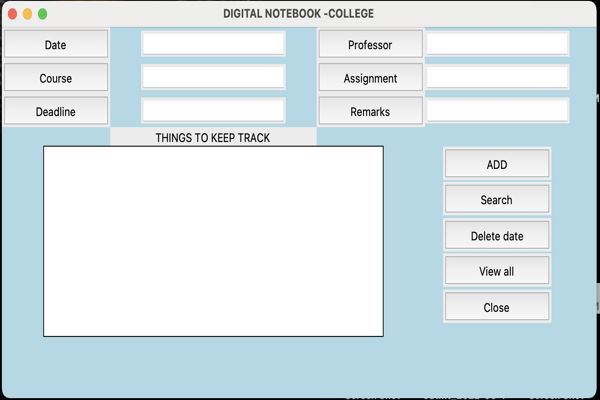 DIGITAL NOTEBOOK -COLLEGE
Date
Professor
Course
Assignment
Deadline
Remarks
THINGS TO KEEP TRACK
ADD
Search
Delete date
View all
Close